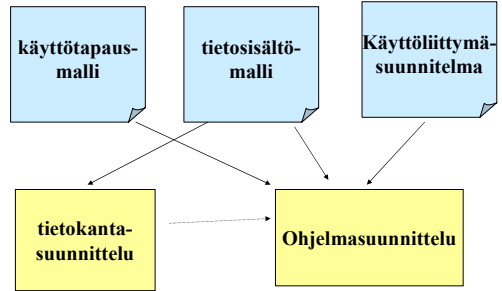 käyttötapaus-
malli
tietosisältö-
malli
Käyttöliittymä-
suunnitelma
tietokanta-
suunnittelu
Ohjelmasuunnittelu